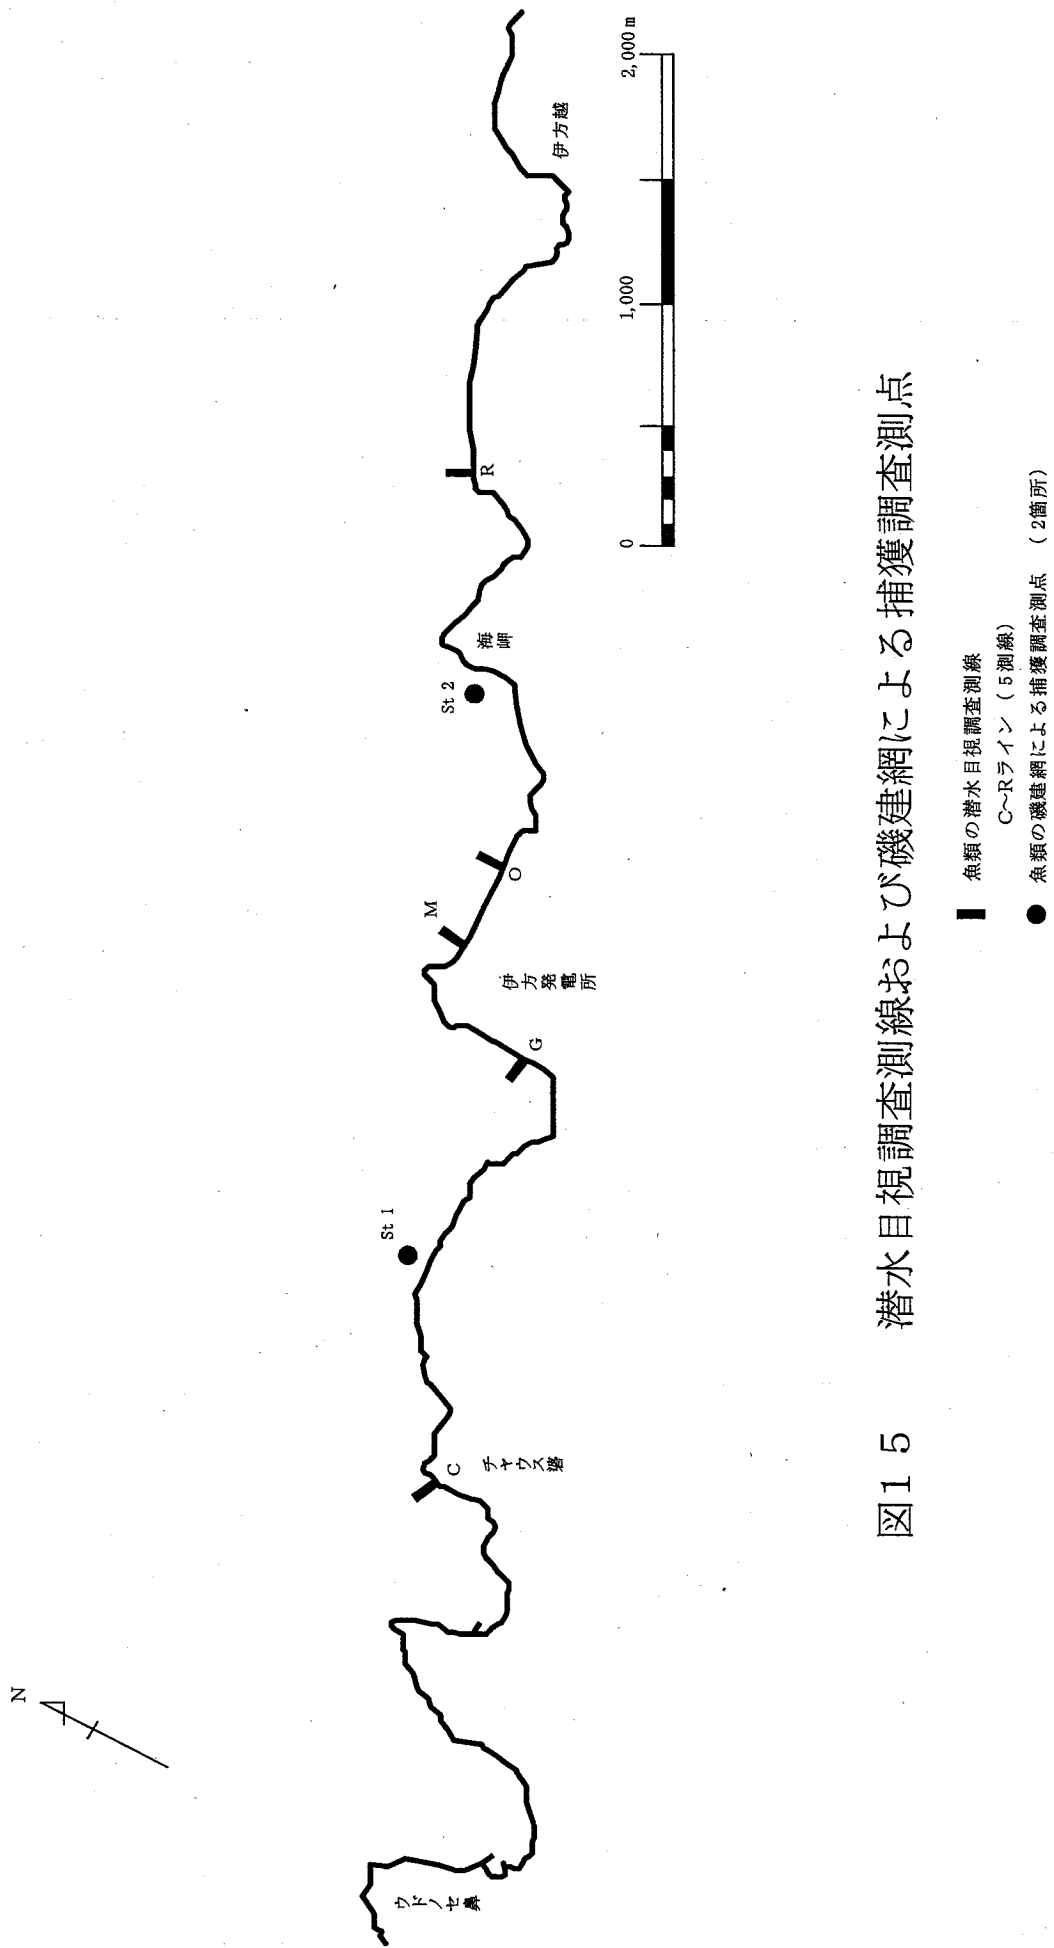 N
ウドノセ鼻
チャウス碆
C
St 1
G
伊方発電所
M
O
St 2
海岬
R
伊方越
0
1,000
2,000 m
図15 潜水目視調査測線および磯建網による捕獲調査測点
魚類の潜水目視調査測線
C~Rライン (5測線)
魚類の磯建網による捕獲調査測点 (2箇所)